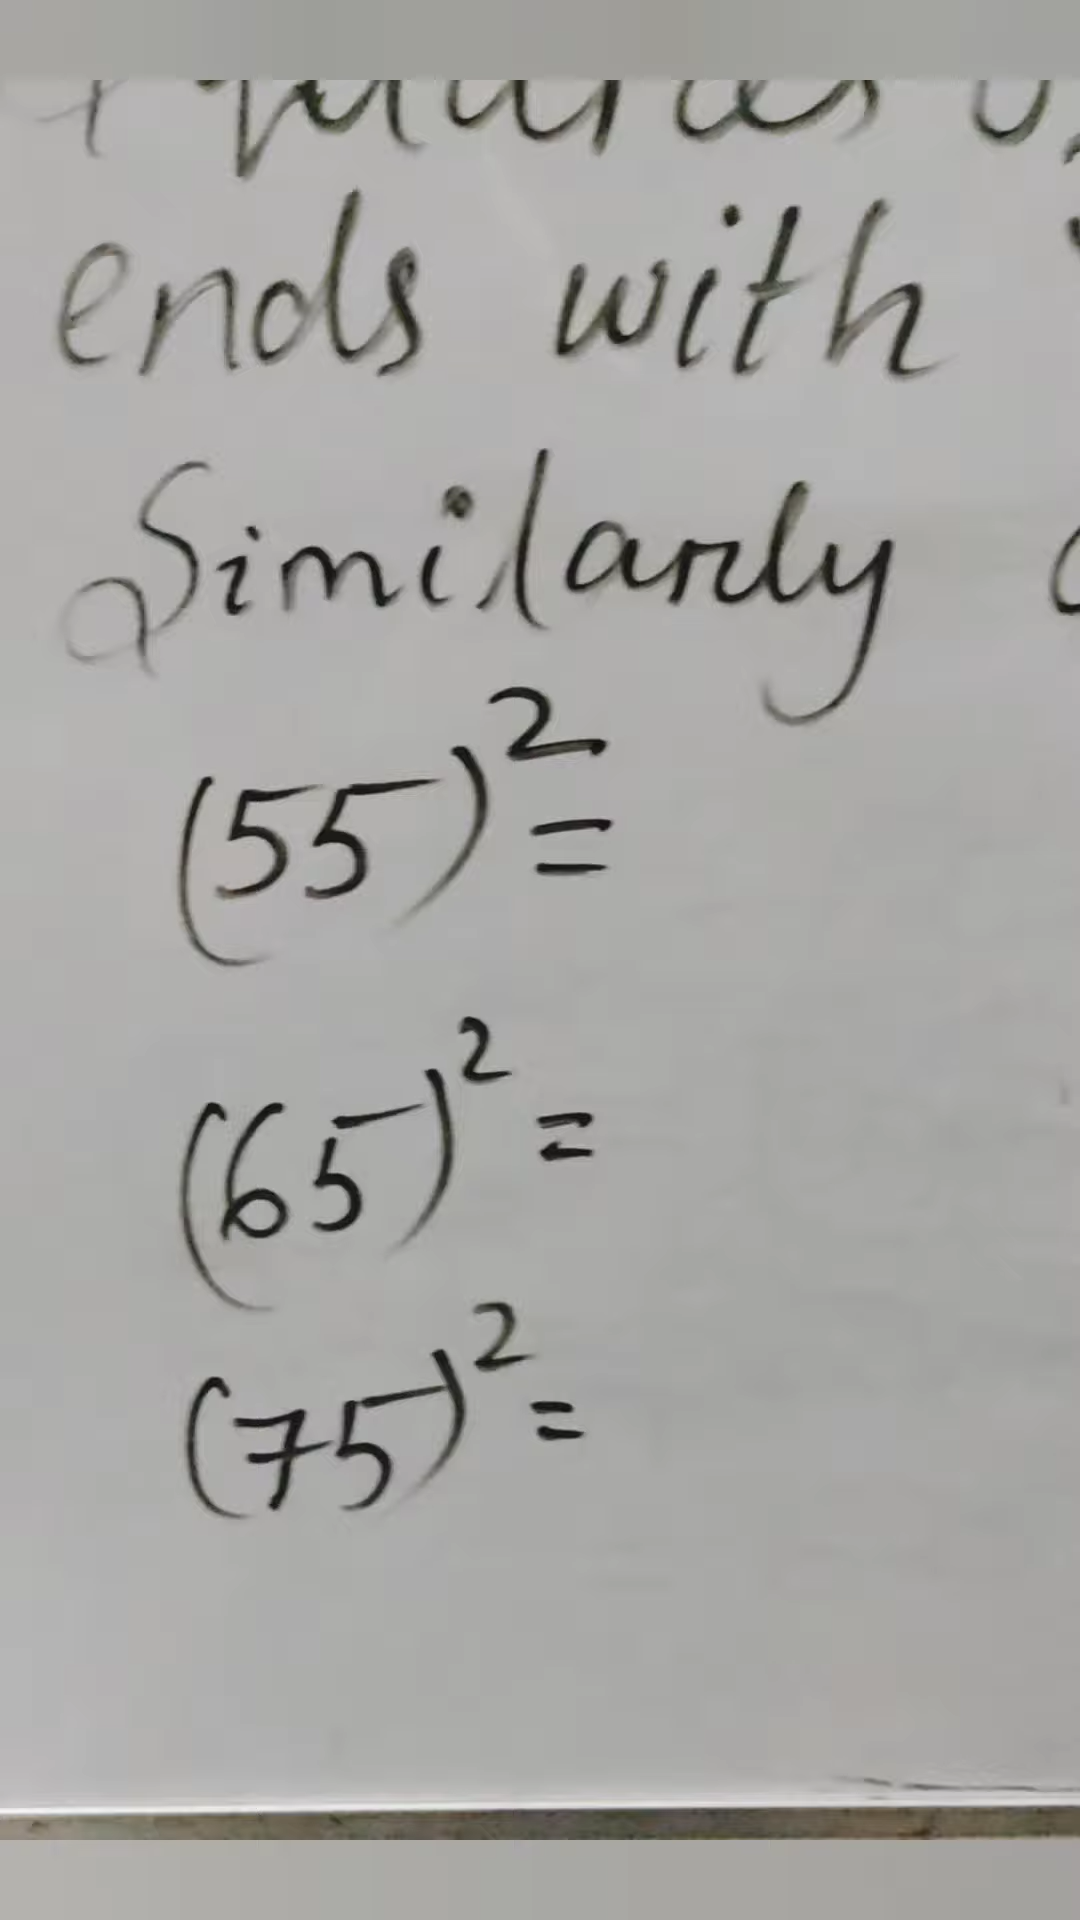 ends with
Similarly
(55)² =
(65)² =
(75)² =